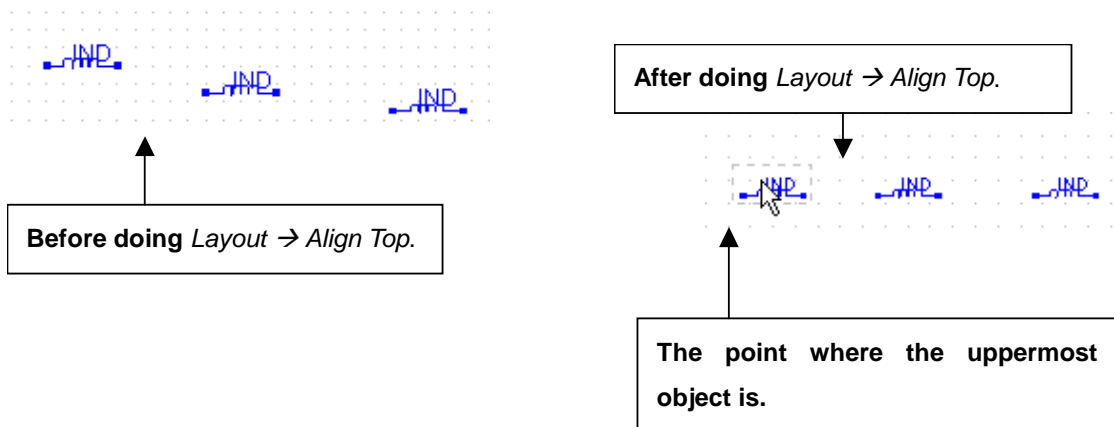 IND
IND
IND
Before doing Layout → Align Top.
After doing Layout → Align Top.
IND
IND
IND
The point where the uppermost
object is.